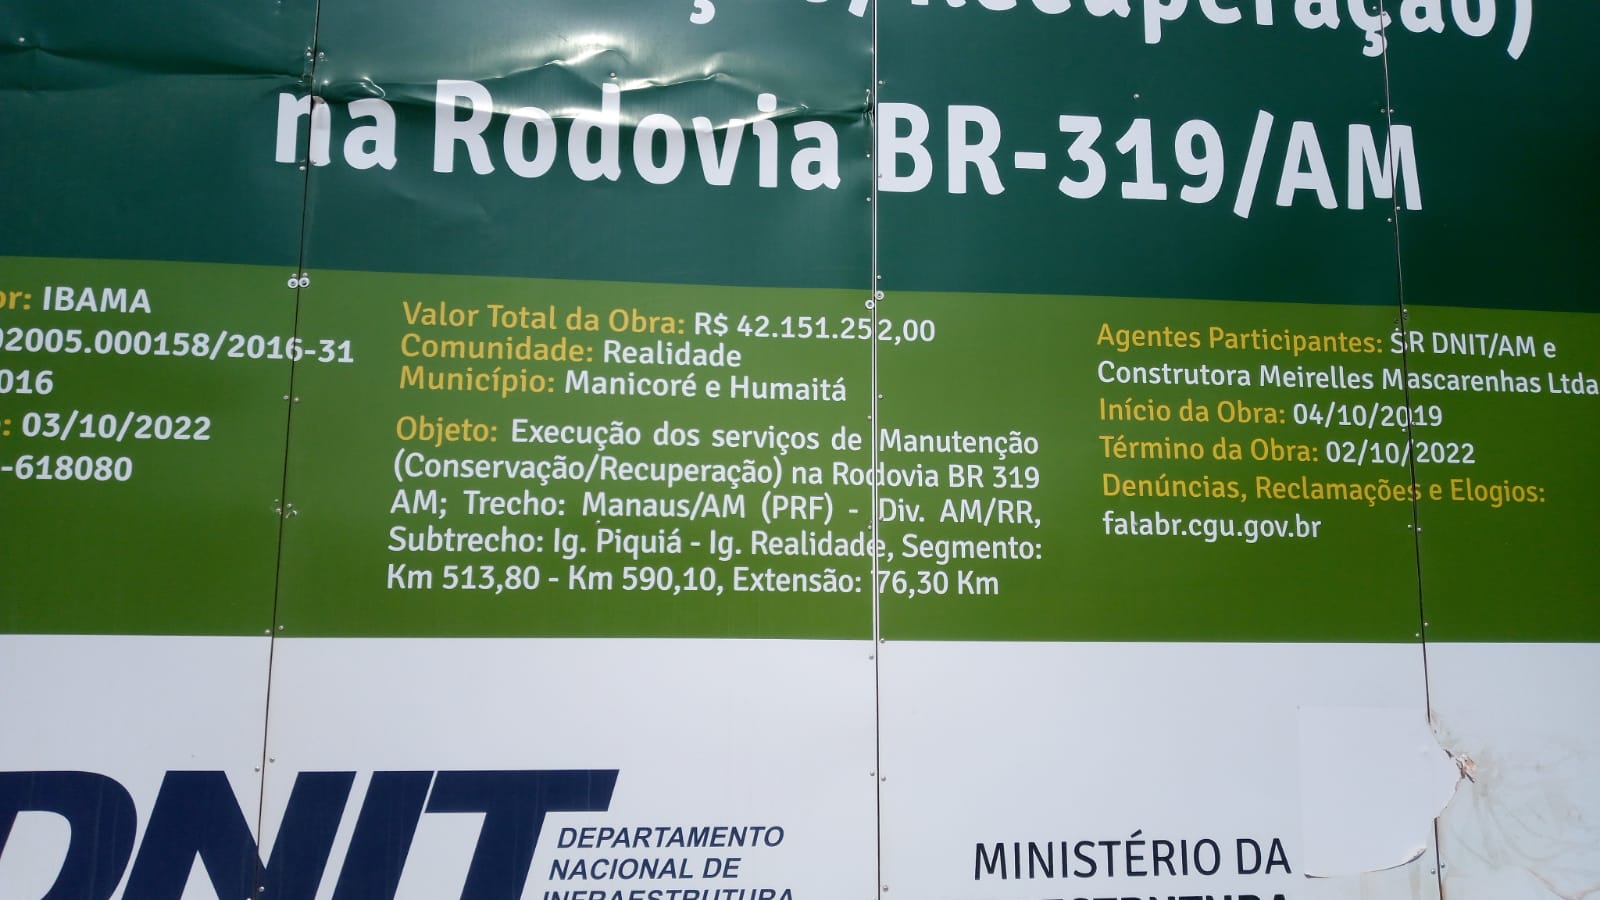 Recuperação)
na Rodovia BR-319/AM
or: IBAMA
02005.000158/2016-31
016
: 03/10/2022
-618080
Valor Total da Obra: R$ 42.151.252,00
Comunidade: Realidade
Município: Manicoré e Humaitá
Objeto: Execução dos serviços de Manutenção
(Conservação/Recuperação) na Rodovia BR 319
AM; Trecho: Manaus/AM (PRF) - Div. AM/RR,
Subtrecho: Ig. Piquiá - Ig. Realidade, Segmento:
Km 513,80 - Km 590,10, Extensão: 76,30 Km
Agentes Participantes: SR DNIT/AM e
Construtora Meirelles Mascarenhas Ltda
Início da Obra: 04/10/2019
Término da Obra: 02/10/2022
Denúncias, Reclamações e Elogios:
falabr.cgu.gov.br
DNIT
DEPARTAMENTO
NACIONAL DE
INFRAESTRUTURA
MINISTÉRIO DA